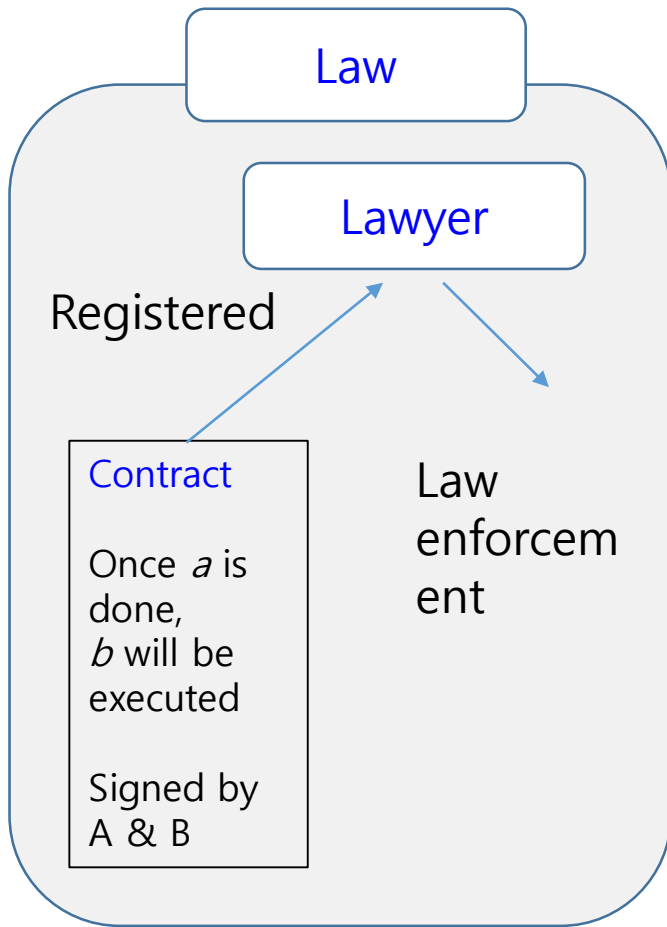 Law
Lawyer
Registered
Contract
Once a is
done,
b will be
executed
Signed by
A & B
Law
enforcem
ent